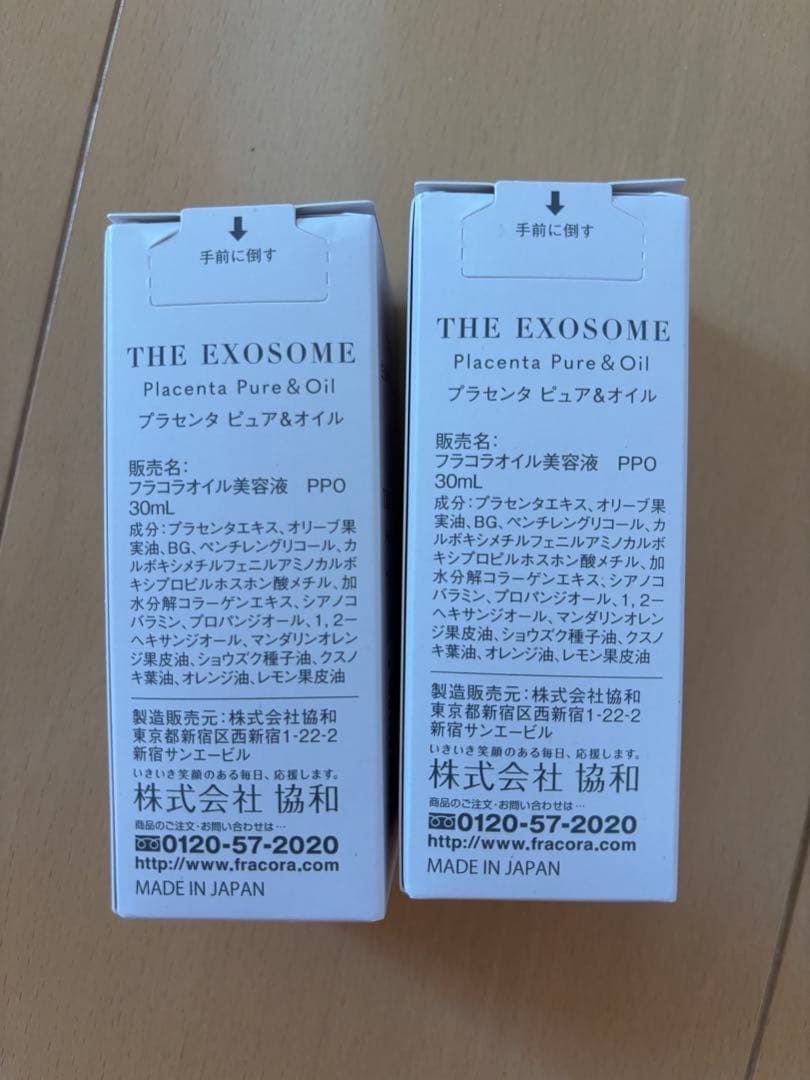 手前に倒す
THE EXOSOME
Placenta Pure & Oil
プラセンタ ピュア&オイル
販売名:
フラコラオイル美容液 PPO
30mL
成分:プラセンタエキス、オリーブ果
実油、BG、ペンチレングリコール、カ
ルボキシメチルフェニルアミノカルボ
キシプロピルホスホン酸メチル、加
水分解コラーゲンエキス、シアノコ
バラミン、プロパンジオール、1,2-
ヘキサンジオール、マンダリンオレン
ジ果皮油、ショウズク種子油、クスノ
キ葉油、オレンジ油、レモン果皮油
製造販売元:株式会社協和
東京都新宿区西新宿1-22-2
新宿サンエービル
いきいき笑顔のある毎日、応援します。
株式会社 協和
商品のご注文・お問い合わせは…
0120-57-2020
http://www.fracora.com
MADE IN JAPAN
手前に倒す
THE EXOSOME
Placenta Pure & Oil
プラセンタ ピュア&オイル
販売名:
フラコラオイル美容液 PPO
30mL
成分:プラセンタエキス、オリーブ果
実油、BG、ペンチレングリコール、カ
ルボキシメチルフェニルアミノカルボ
キシプロピルホスホン酸メチル、加
水分解コラーゲンエキス、シアノコ
バラミン、プロパンジオール、1,2-
ヘキサンジオール、マンダリンオレン
ジ果皮油、ショウズク種子油、クスノ
キ葉油、オレンジ油、レモン果皮油
製造販売元:株式会社協和
東京都新宿区西新宿1-22-2
新宿サンエービル
いきいき笑顔のある毎日、応援します。
株式会社 協和
商品のご注文・お問い合わせは…
0120-57-2020
http://www.fracora.com
MADE IN JAPAN